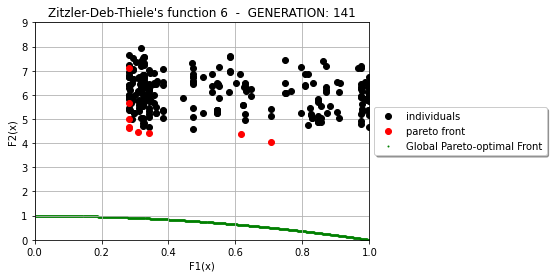 Zitzler-Deb-Thiele's function 6 - GENERATION: 141
9
8
7
6
5
4
3
2
1
0
F2(x)
0.0 0.2 0.4 0.6 0.8 1.0
F1(x)
individuals
pareto front
Global Pareto-optimal Front